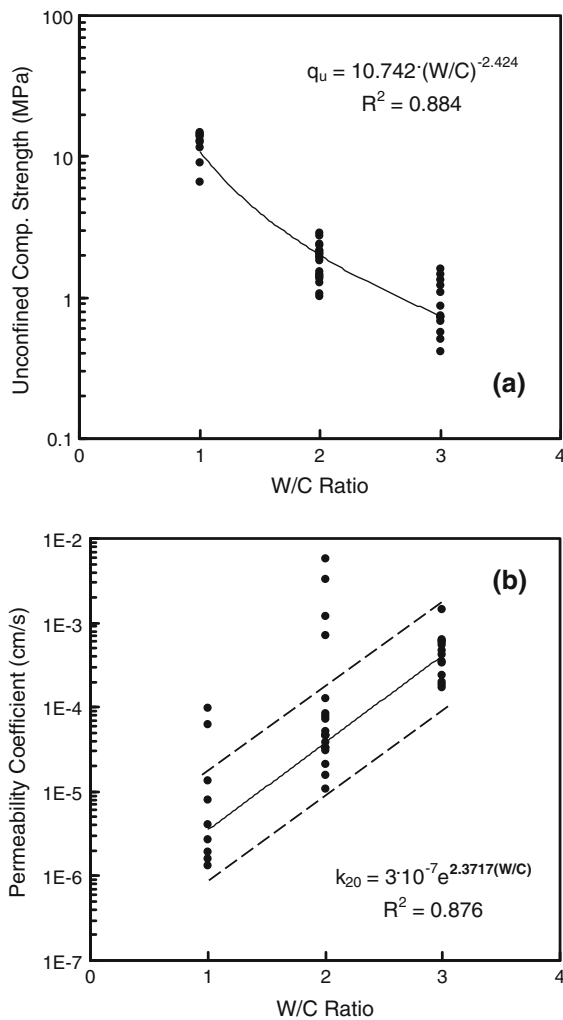 100
10
1
0.1
Unconfined Comp. Strength (MPa)
q_u = 10.742·(W/C)^-2.424
R^2 = 0.884
(a)
0 1 2 3 4
W/C Ratio
1E-2
1E-3
1E-4
1E-5
1E-6
1E-7
Permeability Coefficient (cm/s)
(b)
k_20 = 3·10^-7e^2.3717(W/C)
R^2 = 0.876
0 1 2 3 4
W/C Ratio